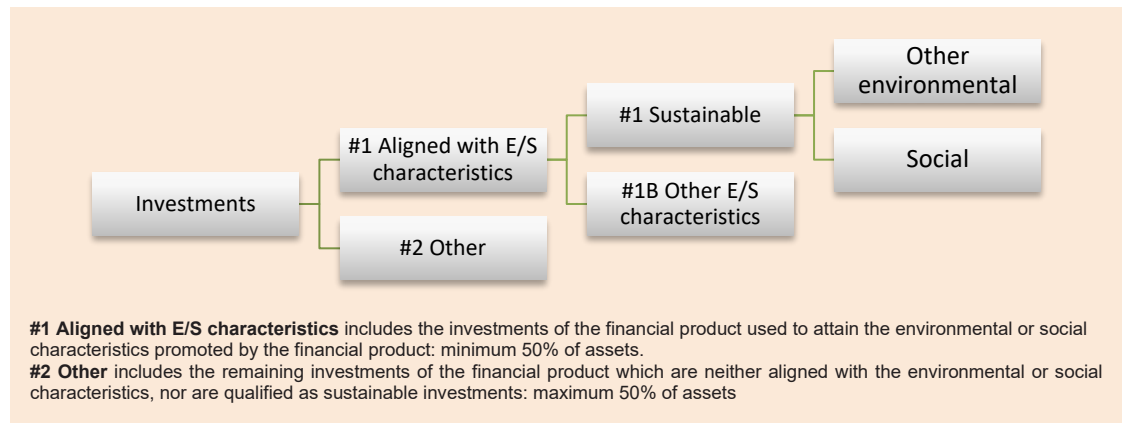 Other
environmental
#1 Sustainable
#1 Aligned with E/S
characteristics
Social
Investments
#1B Other E/S
characteristics
#2 Other
#1 Aligned with E/S characteristics includes the investments of the financial product used to attain the environmental or social
characteristics promoted by the financial product: minimum 50% of assets.
#2 Other includes the remaining investments of the financial product which are neither aligned with the environmental or social
characteristics, nor are qualified as sustainable investments: maximum 50% of assets